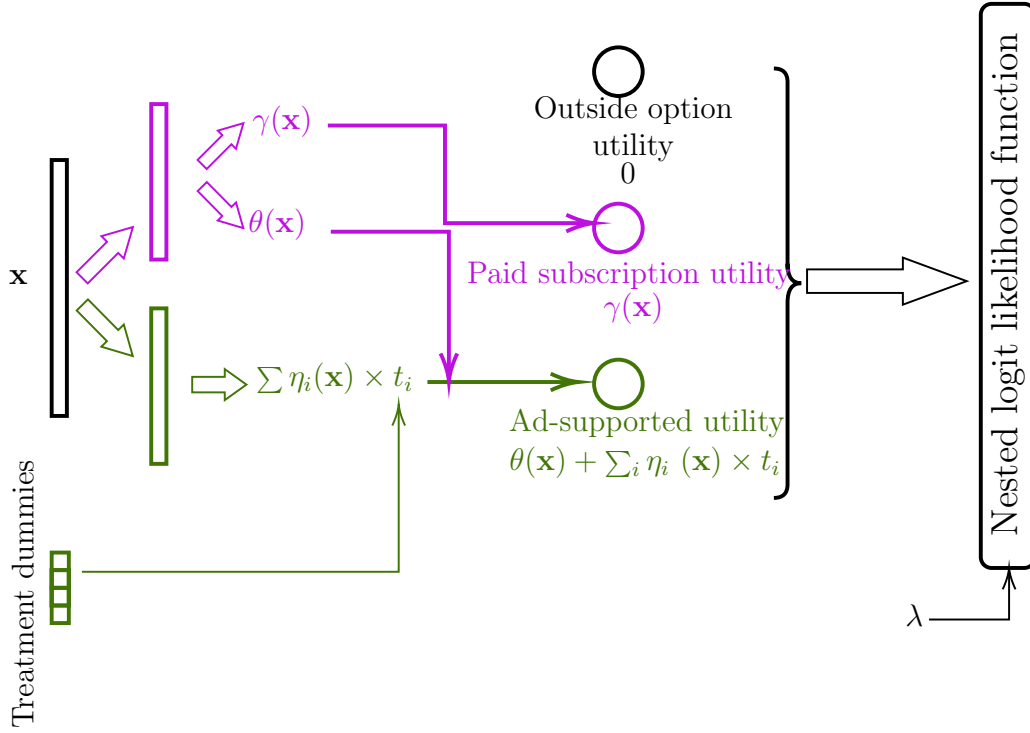 x
Treatment dummies
γ(x)
θ(x)
∑ η_i(x) × t_i
Outside option
utility
0
Paid subscription utility
γ(x)
Ad-supported utility
θ(x) + ∑_i η_i (x) × t_i
Nested logit likelihood function
λ